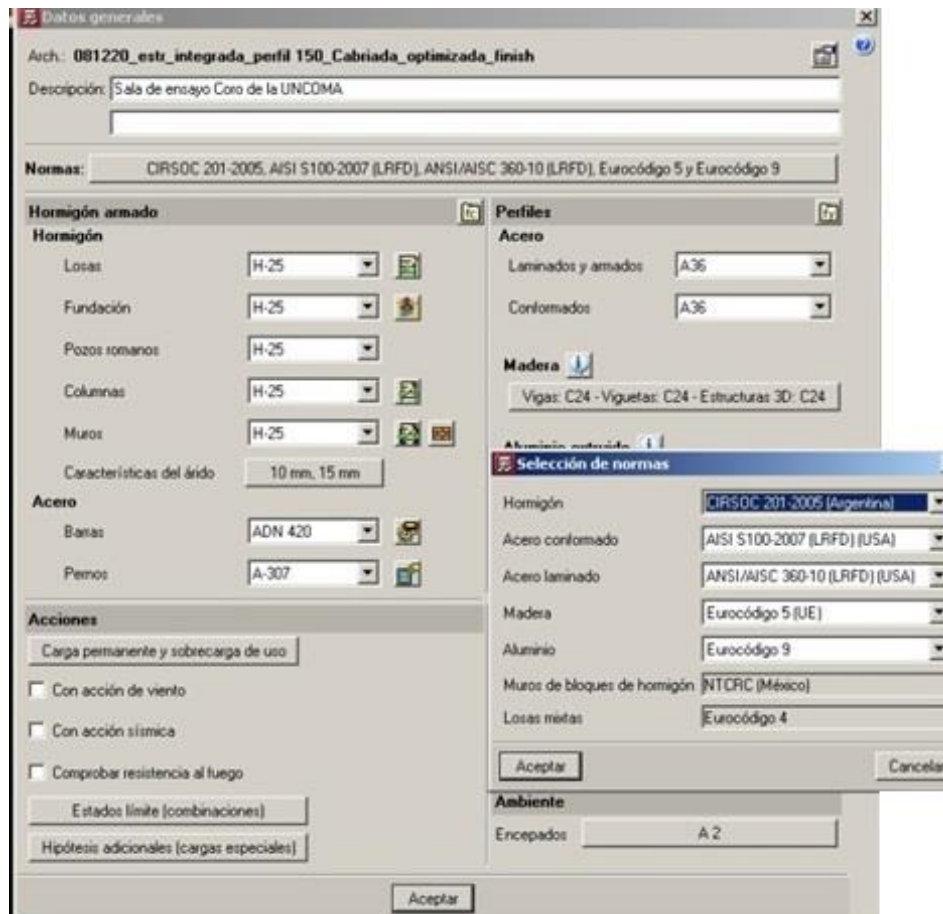 Datos generales
Arch.: 081220_estr_integrada_perfil 150_Cabriada_optimizada_finish
Descripción: Sala de ensayo Coro de la UNCOMA
Normas: CIRSOC 201-2005, AISI S100-2007 (LRFD), ANSI/AISC 360-10 (LRFD), Eurocódigo 5 y Eurocódigo 9
Hormigón armado
Hormigón
Losas H-25
Fundación H-25
Pozos romanos H-25
Columnas H-25
Muros H-25
Características del árido 10 mm, 15 mm
Acero
Barras ADN 420
Pernos A-307
Acciones
Carga permanente y sobrecarga de uso
Con acción de viento
Con acción sísmica
Comprobar resistencia al fuego
Estados límite (combinaciones)
Hipótesis adicionales (cargas especiales)
Perfiles
Acero
Laminados y armados A36
Conformados A36
Madera
Vigas: C24 - Viguetas: C24 - Estructuras 3D: C24
Aluminio extruido
Selección de normas
Hormigón CIRSOC 201-2005 (Argentina)
Acero conformado AISI S100-2007 (LRFD) (USA)
Acero laminado ANSI/AISC 360-10 (LRFD) (USA)
Madera Eurocódigo 5 (UE)
Aluminio Eurocódigo 9
Muros de bloques de hormigón NTCRC (México)
Losas mixtas Eurocódigo 4
Aceptar Cancelar
Ambiente
Encepados A 2
Aceptar